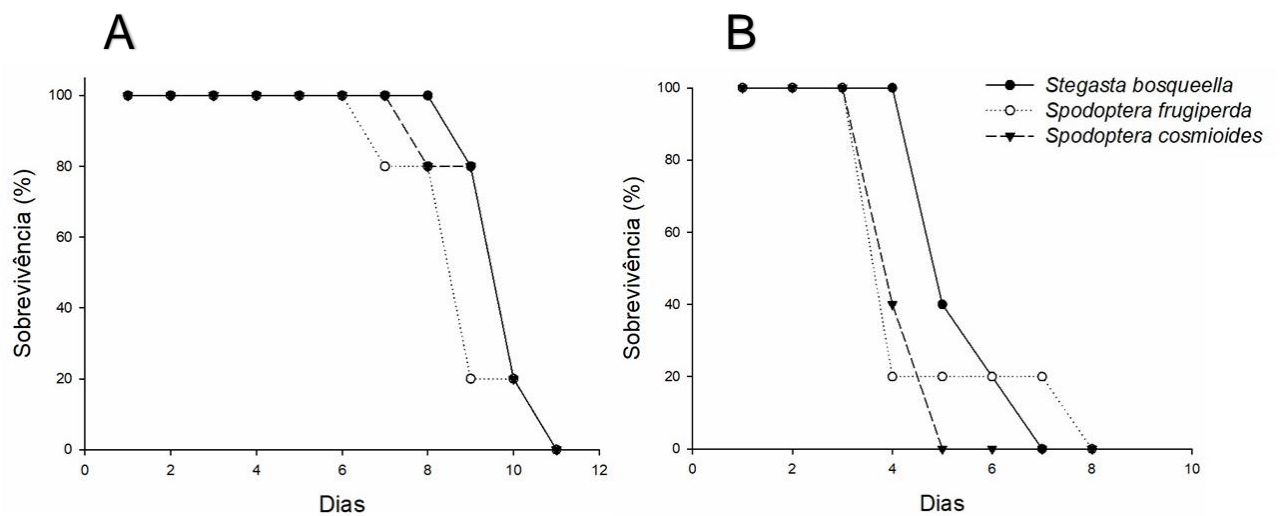 A
B
Sobrevivência (%)
100
80
60
40
20
0
0 2 4 6 8 10 12
Dias
Sobrevivência (%)
100
80
60
40
20
0
0 2 4 6 8 10
Dias
Stegasta bosqueella
Spodoptera frugiperda
Spodoptera cosmioides